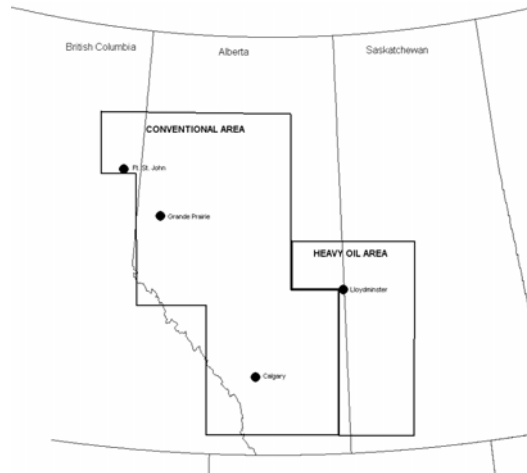 British Columbia
Alberta
Saskatchewan
CONVENTIONAL AREA
Ft. St. John
Grande Prairie
HEAVY OIL AREA
Lloydminster
Calgary